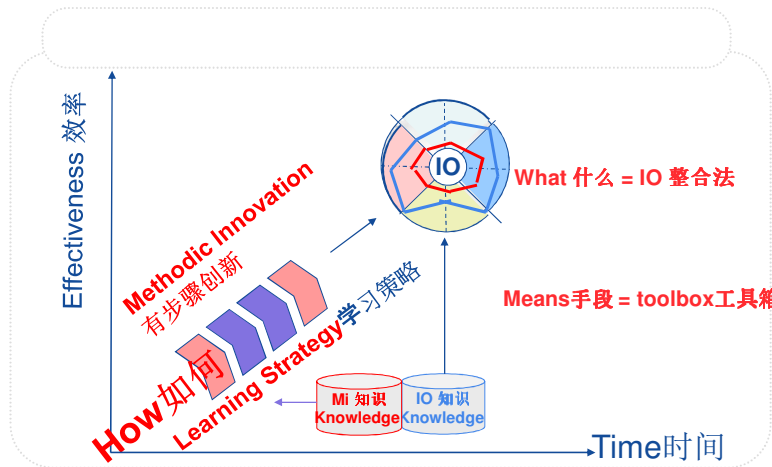 Effectiveness 效率
IO
What 什么 = IO 整合法
Methodic Innovation
有步骤创新
Means手段 = toolbox工具箱
How如何
Learning Strategy学习策略
Mi 知识
Knowledge
IO 知识
Knowledge
Time时间